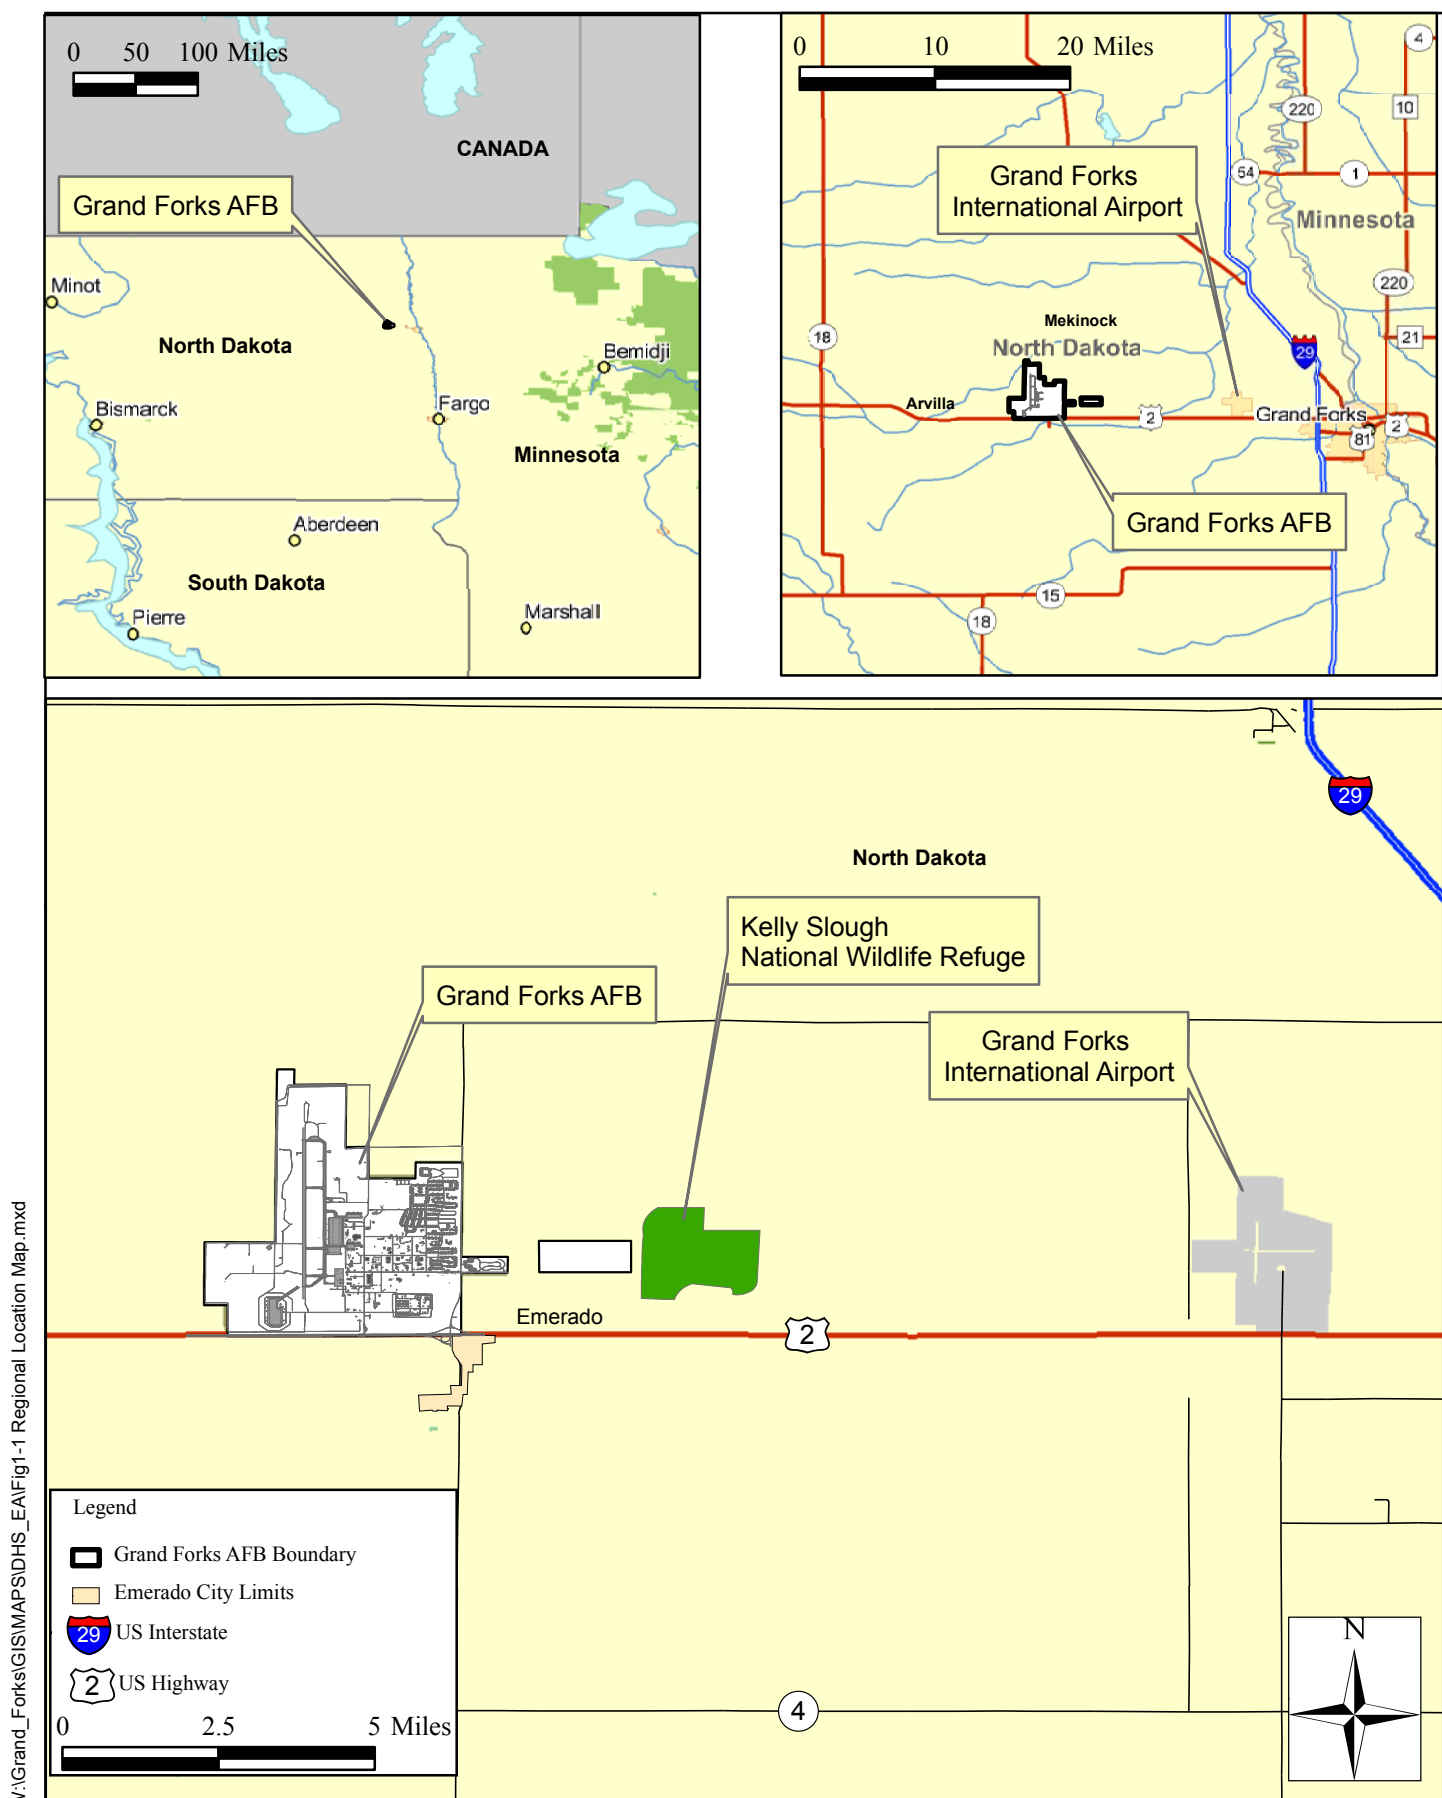 0 50 100 Miles
CANADA
Grand Forks AFB
Minot
North Dakota
Bemidji
Bismarck
Fargo
Minnesota
Aberdeen
South Dakota
Pierre
Marshall
0 10 20 Miles
4
220
10
Grand Forks
International Airport
54
1
Minnesota
220
Mekinock
18
North Dakota
29
21
Arvilla
2
Grand Forks
2
81
Grand Forks AFB
15
18
29
North Dakota
Kelly Slough
National Wildlife Refuge
Grand Forks AFB
Grand Forks
International Airport
Emerado
2
4
Legend
Grand Forks AFB Boundary
Emerado City Limits
29 US Interstate
2 US Highway
0 2.5 5 Miles
N
:\Grand_Forks\GIS\MAPS\DHS_EA\Fig1-1 Regional Location Map.mxd